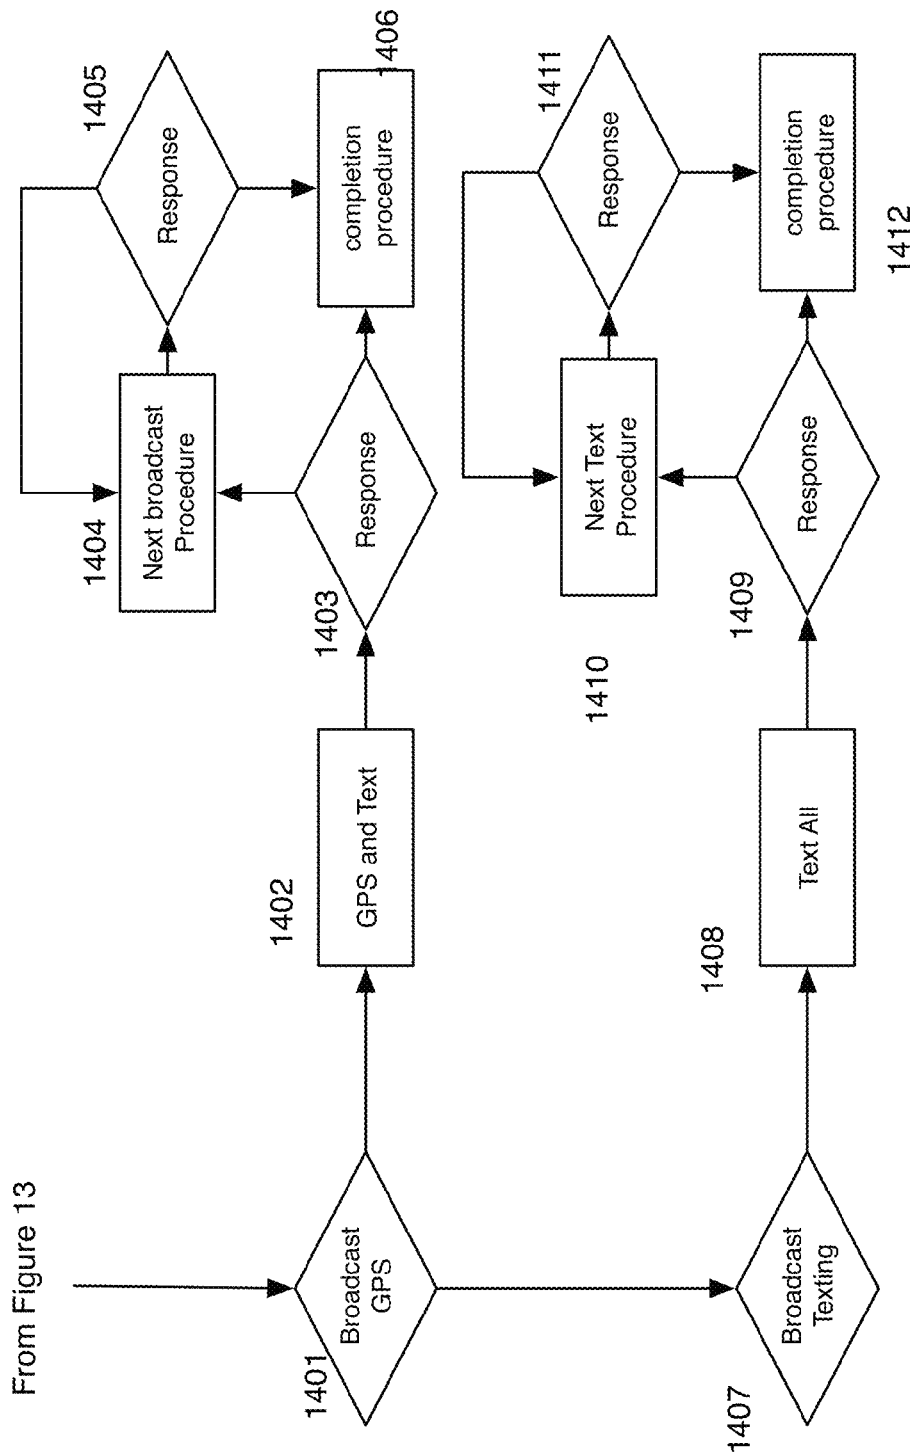 From Figure 13
1401
Broadcast
GPS
1402
GPS and Text
1403
Response
1404
Next broadcast
Procedure
1405
Response
1406
completion
procedure
1407
Broadcast
Texting
1408
Text All
1409
Response
1410
Next Text
Procedure
1411
Response
completion
procedure
1412